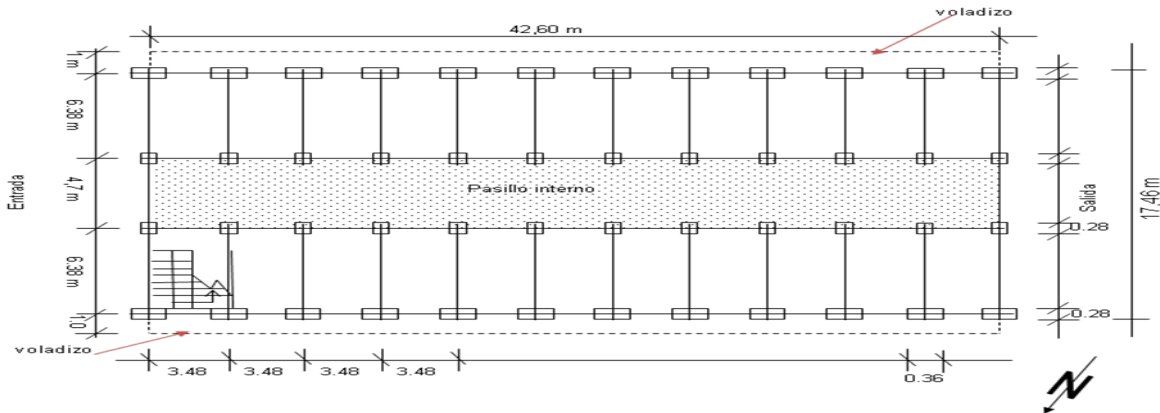 voladizo
42,60 m
1 m
6.38 m
4,7 m
6.38 m
1.0
Entrada
Pasillo interno
Salida
17.46 m
0.28
0.28
voladizo
3.48
3.48
3.48
3.48
0.36
N